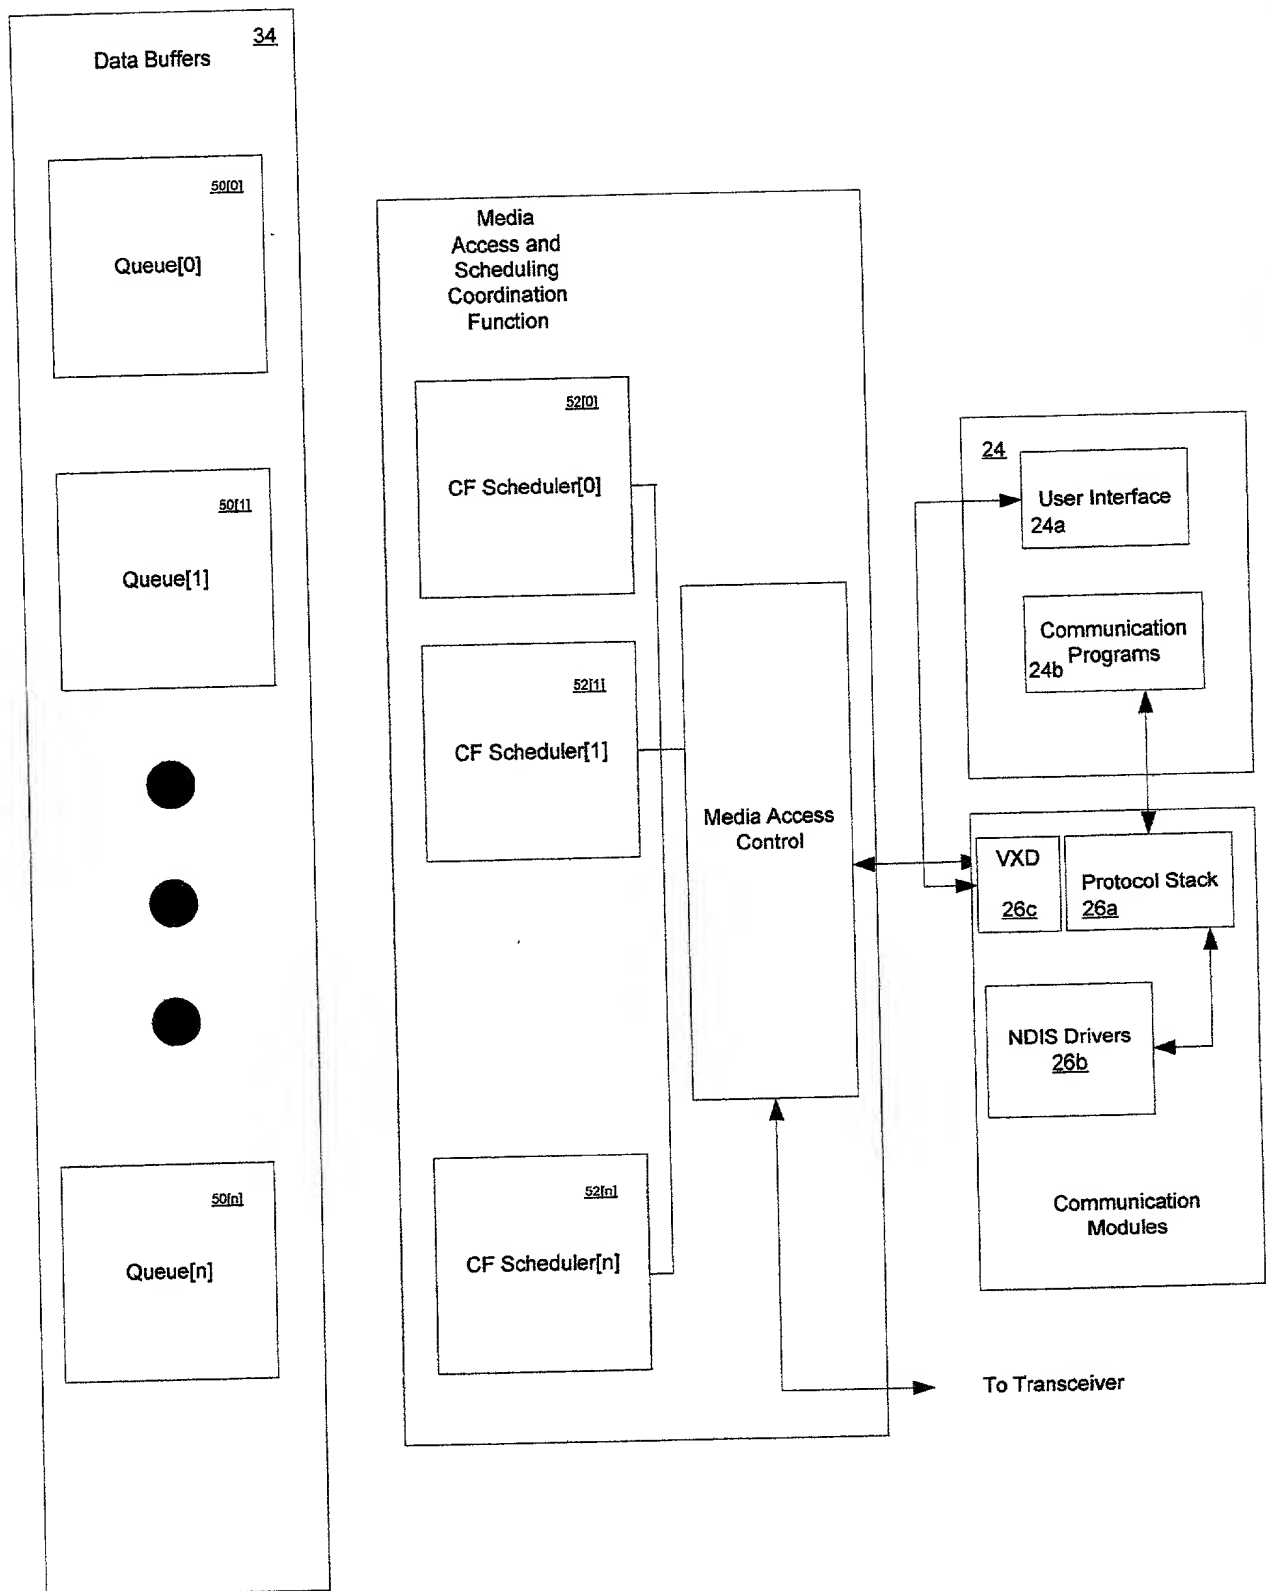 34
Data Buffers
50[0]
Queue[0]
50[1]
Queue[1]
50[n]
Queue[n]
Media
Access and
Scheduling
Coordination
Function
52[0]
CF Scheduler[0]
52[1]
CF Scheduler[1]
52[n]
CF Scheduler[n]
Media Access
Control
24
User Interface
24a
Communication
Programs
24b
VXD
26c
Protocol Stack
26a
NDIS Drivers
26b
Communication
Modules
To Transceiver